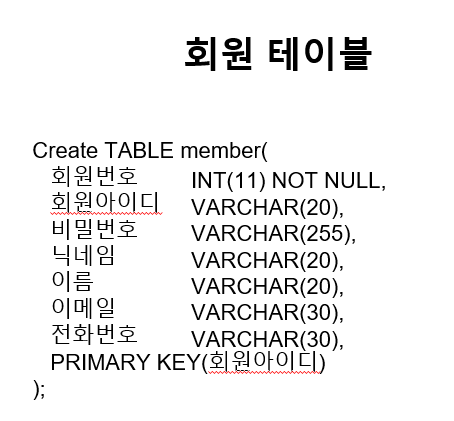 회원 테이블
Create TABLE member(
회원번호 INT(11) NOT NULL,
회원아이디 VARCHAR(20),
비밀번호 VARCHAR(255),
닉네임 VARCHAR(20),
이름 VARCHAR(20),
이메일 VARCHAR(30),
전화번호 VARCHAR(30),
PRIMARY KEY(회원아이디)
);